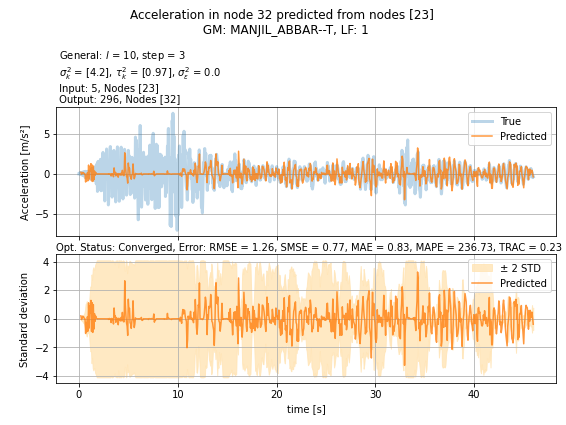 Acceleration in node 32 predicted from nodes [23]
GM: MANJIL_ABBAR--T, LF: 1
General: l = 10, step = 3
σ²ₖ = [4.2], τ²ₖ = [0.97], σ²ε = 0.0
Input: 5, Nodes [23]
Output: 296, Nodes [32]
Acceleration [m/s²]
5
0
−5
True
Predicted
Opt. Status: Converged, Error: RMSE = 1.26, SMSE = 0.77, MAE = 0.83, MAPE = 236.73, TRAC = 0.23
Standard deviation
4
2
0
−2
−4
± 2 STD
Predicted
0 10 20 30 40
time [s]